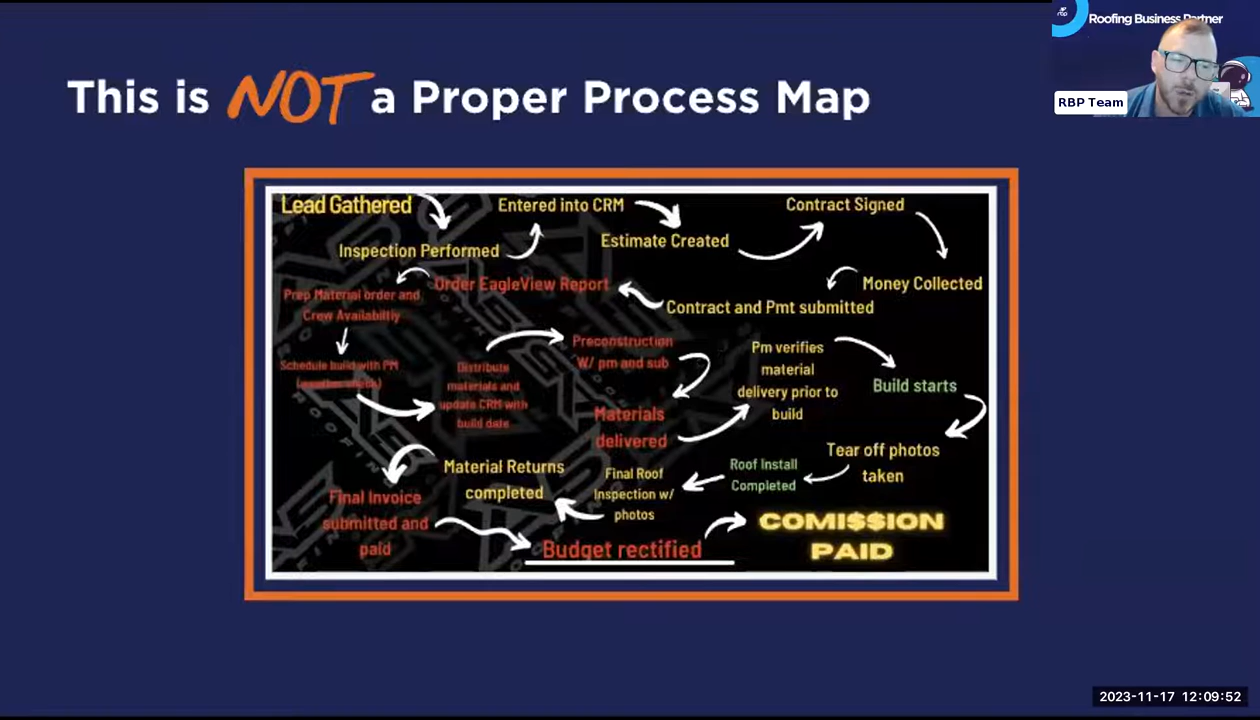 Roofing Business Partner
rbp
This is NOT a Proper Process Map
RBP Team
Lead Gathered
Entered into CRM
Contract Signed
Inspection Performed
Estimate Created
Order EagleView Report
Money Collected
Prep Material order and
Crew Availabiltiy
Contract and Pmt submitted
Schedule build with PM
(weather check)
Distribute
materials and
update CRM with
build date
Preconstruction
W/ pm and sub
Materials
delivered
Pm verifies
material
delivery prior to
build
Build starts
Tear off photos
taken
Roof Install
Completed
Final Roof
Inspection w/
photos
Material Returns
completed
Final Invoice
submitted and
paid
Budget rectified
COMI$$ION
PAID
2023-11-17 12:09:52